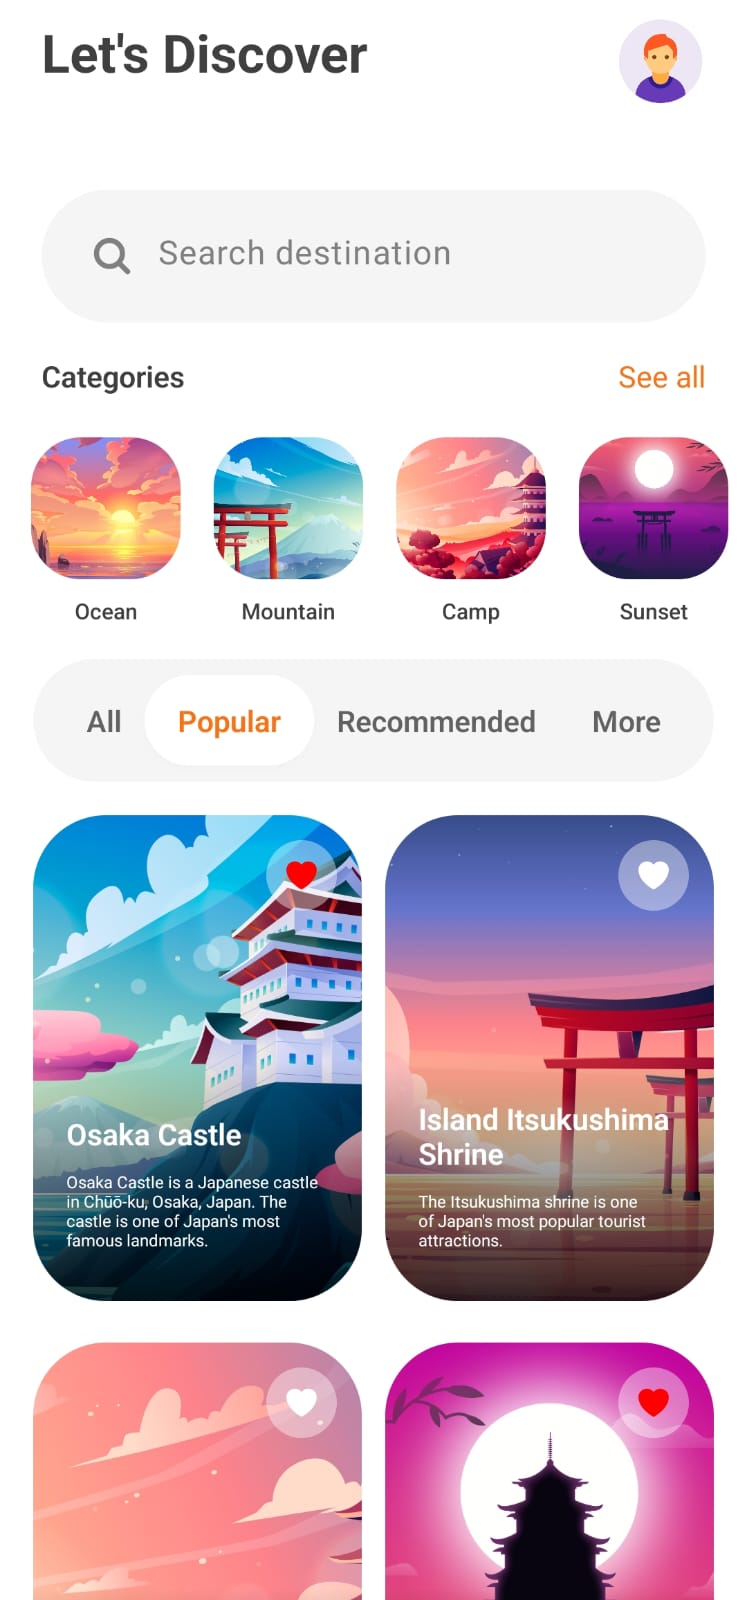 Let's Discover
Search destination
Categories
See all
Ocean
Mountain
Camp
Sunset
All
Popular
Recommended
More
Osaka Castle
Osaka Castle is a Japanese castle
in Chūō-ku, Osaka, Japan. The
castle is one of Japan's most
famous landmarks.
Island Itsukushima
Shrine
The Itsukushima shrine is one
of Japan's most popular tourist
attractions.